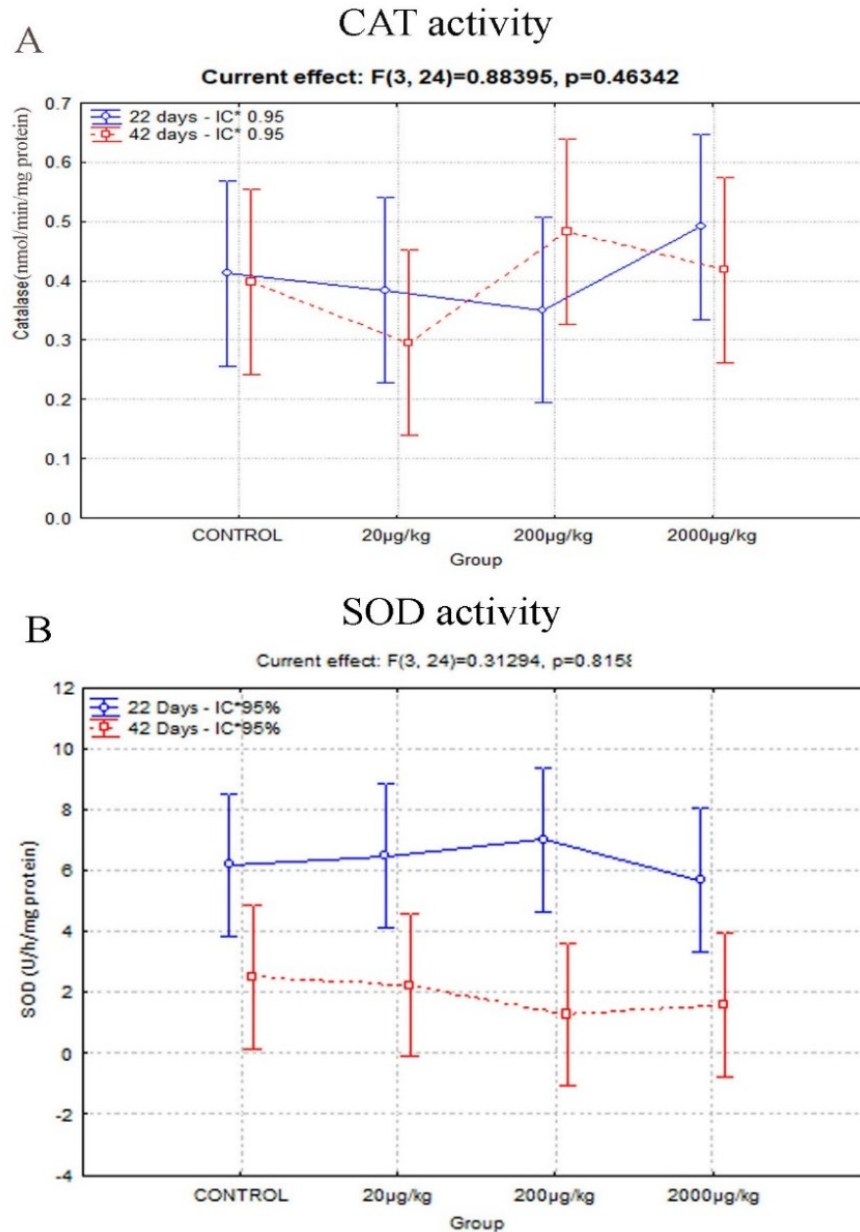 A
CAT activity
Current effect: F(3, 24)=0.88395, p=0.46342
22 days - IC* 0.95
42 days - IC* 0.95
Catalase(nmol/min/mg protein)
0.7
0.6
0.5
0.4
0.3
0.2
0.1
0.0
CONTROL 20µg/kg 200µg/kg 2000µg/kg
Group
B
SOD activity
Current effect: F(3, 24)=0.31294, p=0.8158
22 Days - IC*95%
42 Days - IC*95%
SOD (U/h/mg protein)
12
10
8
6
4
2
0
-2
-4
CONTROL 20µg/kg 200µg/kg 2000µg/kg
Group